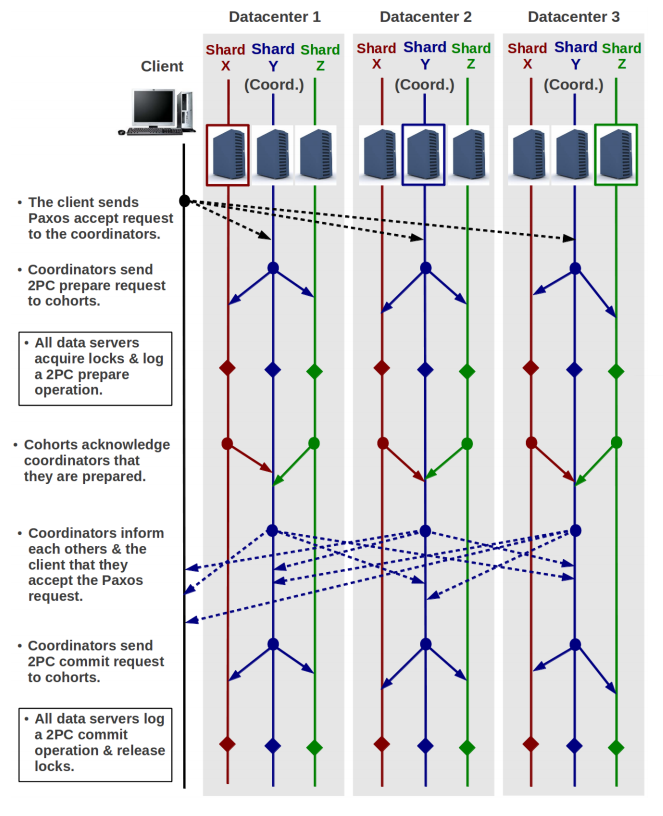 Datacenter 1 Datacenter 2 Datacenter 3
Shard Shard Shard Shard Shard Shard Shard Shard Shard
X Y Z X Y Z X Y Z
Client
(Coord.) (Coord.) (Coord.)
• The client sends
Paxos accept request
to the coordinators.
• Coordinators send
2PC prepare request
to cohorts.
• All data servers
acquire locks & log
a 2PC prepare
operation.
• Cohorts acknowledge
coordinators that
they are prepared.
• Coordinators inform
each others & the
client that they
accept the Paxos
request.
• Coordinators send
2PC commit request
to cohorts.
• All data servers log
a 2PC commit
operation & release
locks.